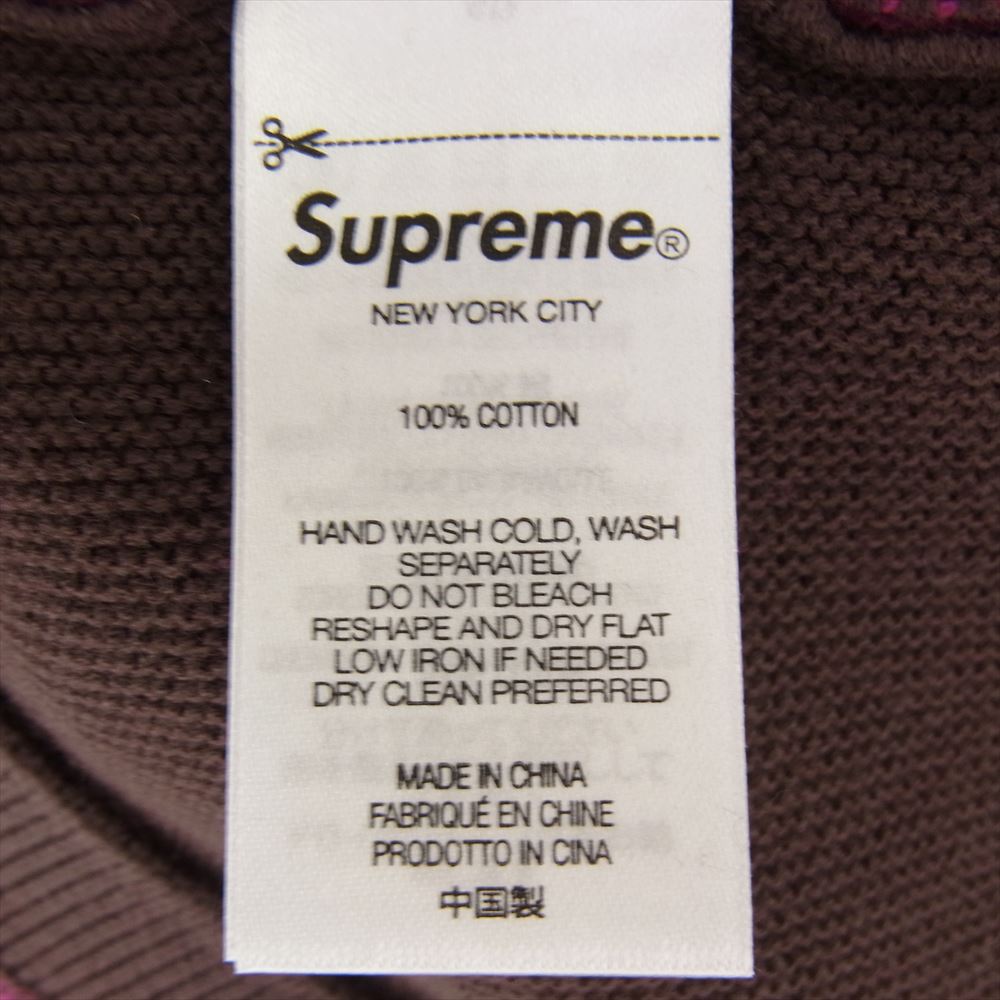 Supreme®
NEW YORK CITY
100% COTTON
HAND WASH COLD, WASH
SEPARATELY
DO NOT BLEACH
RESHAPE AND DRY FLAT
LOW IRON IF NEEDED
DRY CLEAN PREFERRED
MADE IN CHINA
FABRIQUÉ EN CHINE
PRODOTTO IN CINA
中国製